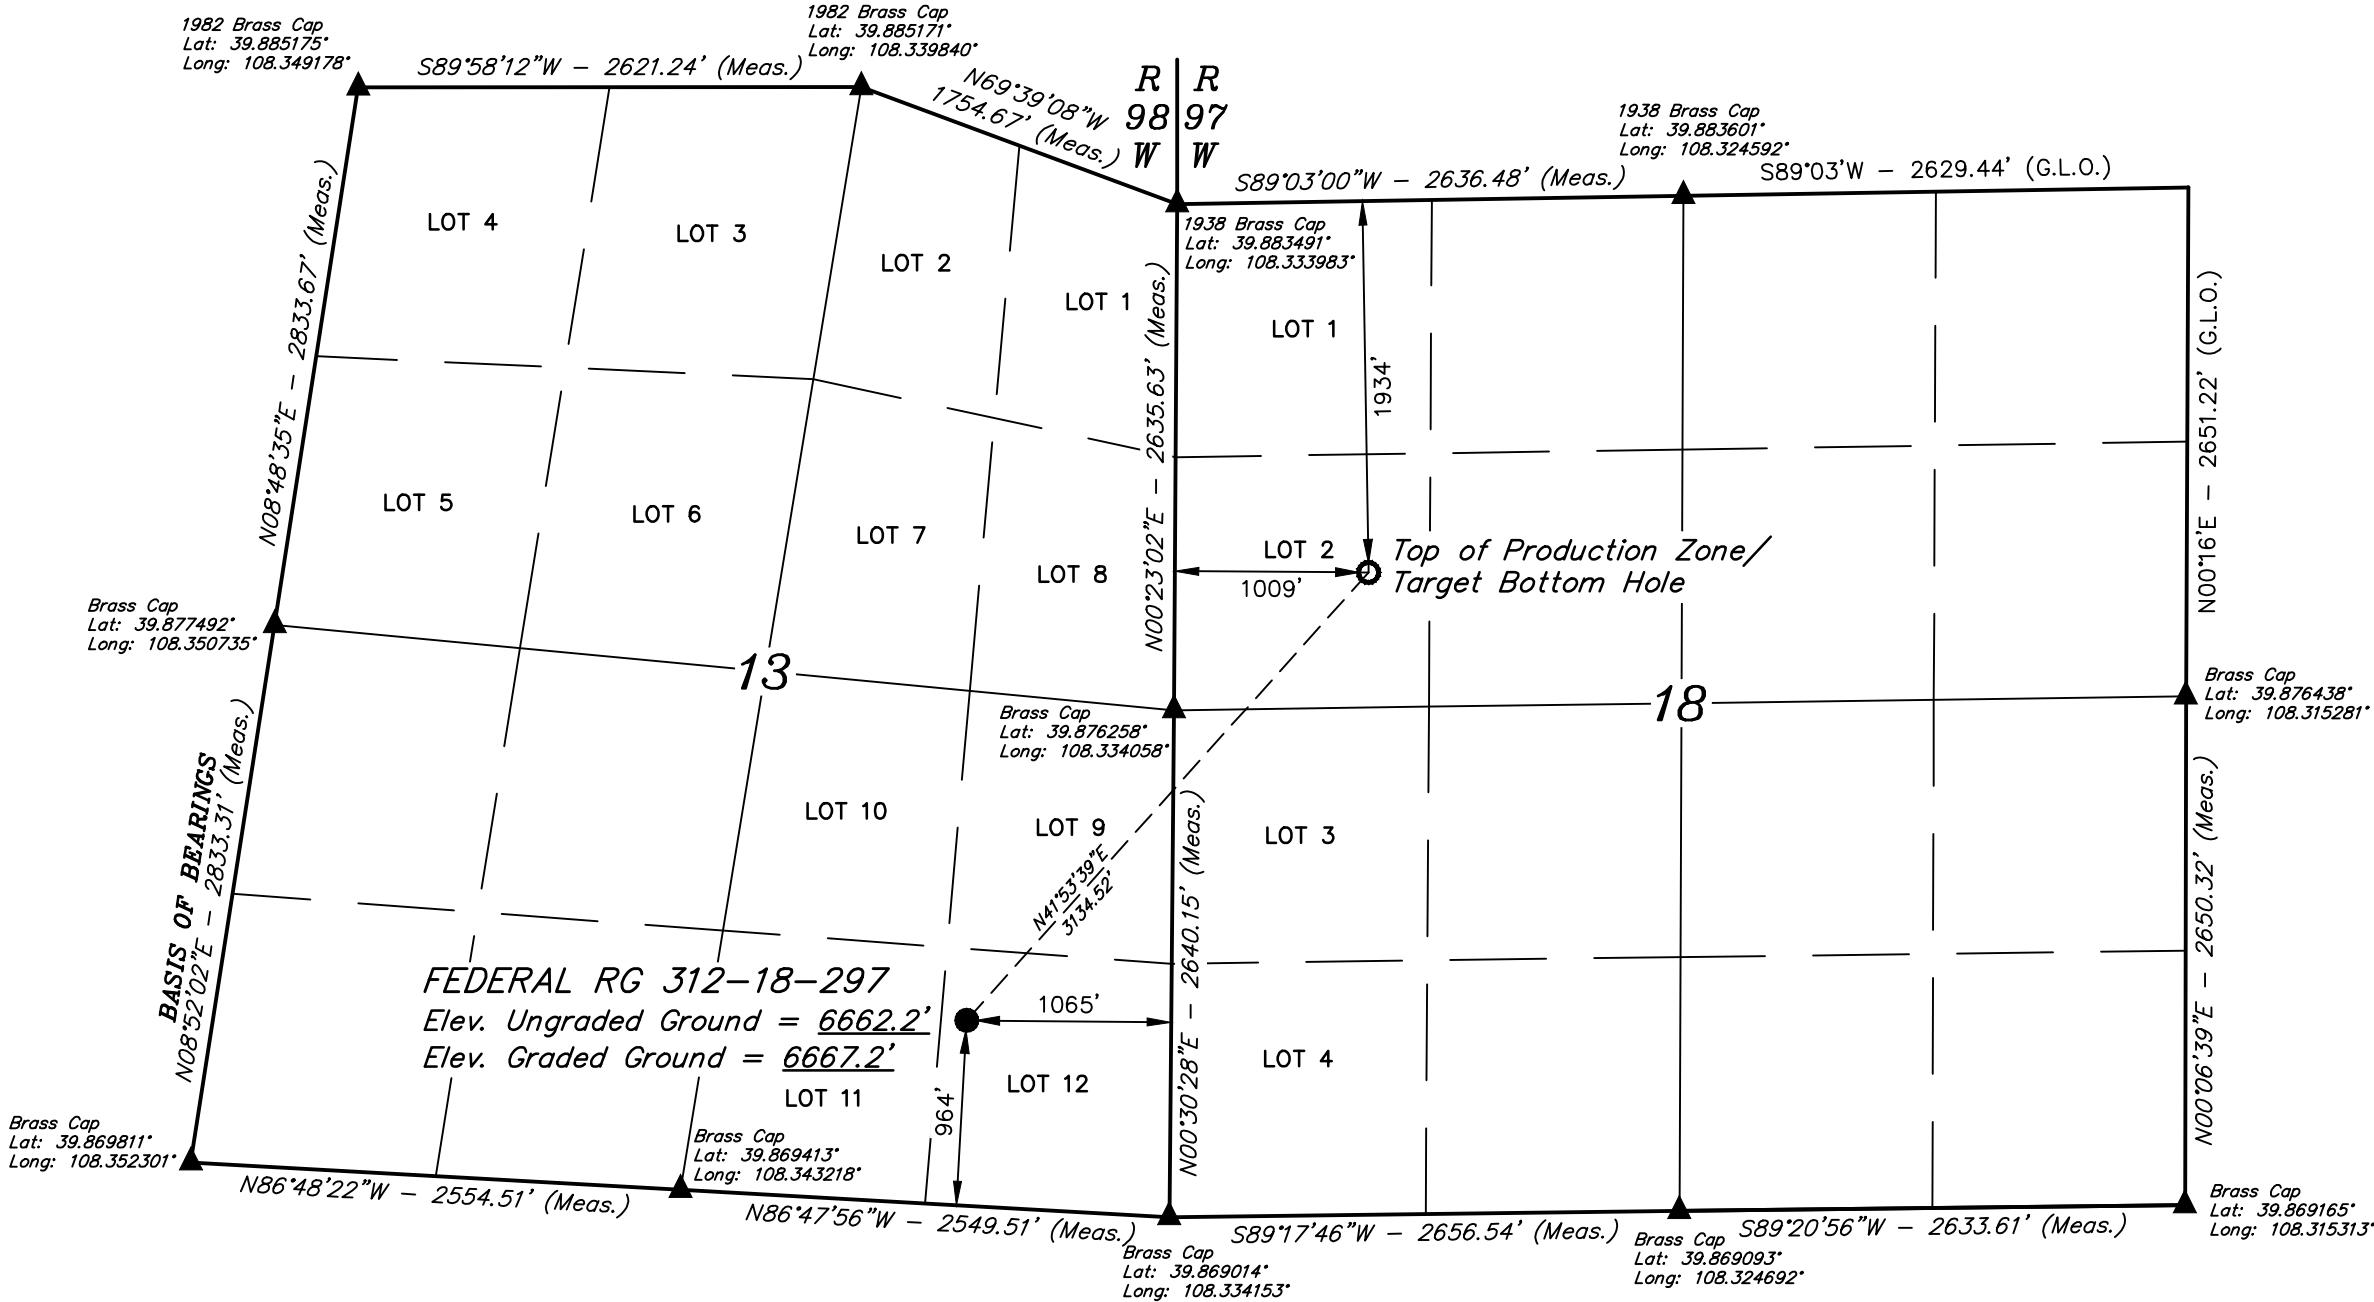 1982 Brass Cap
Lat: 39.885175°
Long: 108.349178°
1982 Brass Cap
Lat: 39.885171°
Long: 108.339840°
S89°58'12"W - 2621.24' (Meas.)
N69°39'08"W
1754.67' (Meas.)
R
98
W
R
97
W
1938 Brass Cap
Lat: 39.883601°
Long: 108.324592°
S89°03'00"W - 2636.48' (Meas.)
S89°03'W - 2629.44' (G.L.O.)
1938 Brass Cap
Lat: 39.883491°
Long: 108.333983°
LOT 4
LOT 3
LOT 2
LOT 1
LOT 1
N08°48'35"E - 2833.67' (Meas.)
N00°23'02"E - 2635.63' (Meas.)
1934'
N00°16'E - 2651.22' (G.L.O.)
LOT 5
LOT 6
LOT 7
LOT 8
LOT 2
1009'
Top of Production Zone/
Target Bottom Hole
Brass Cap
Lat: 39.877492°
Long: 108.350735°
13
18
Brass Cap
Lat: 39.876258°
Long: 108.334058°
Brass Cap
Lat: 39.876438°
Long: 108.315281°
BASIS OF BEARINGS
N08°52'02"E - 2833.31' (Meas.)
LOT 10
LOT 9
LOT 3
N41°53'39"E
3134.52'
N00°30'28"E - 2640.15' (Meas.)
N00°06'39"E - 2650.32' (Meas.)
FEDERAL RG 312-18-297
Elev. Ungraded Ground = 6662.2'
Elev. Graded Ground = 6667.2'
1065'
964'
LOT 11
LOT 12
LOT 4
Brass Cap
Lat: 39.869811°
Long: 108.352301°
Brass Cap
Lat: 39.869413°
Long: 108.343218°
N86°48'22"W - 2554.51' (Meas.)
N86°47'56"W - 2549.51' (Meas.)
S89°17'46"W - 2656.54' (Meas.)
S89°20'56"W - 2633.61' (Meas.)
Brass Cap
Lat: 39.869014°
Long: 108.334153°
Brass Cap
Lat: 39.869093°
Long: 108.324692°
Brass Cap
Lat: 39.869165°
Long: 108.315313°